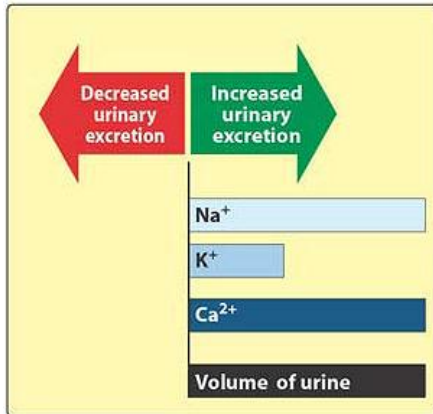 Decreased
urinary
excretion
Increased
urinary
excretion
Na⁺
K⁺
Ca²⁺
Volume of urine